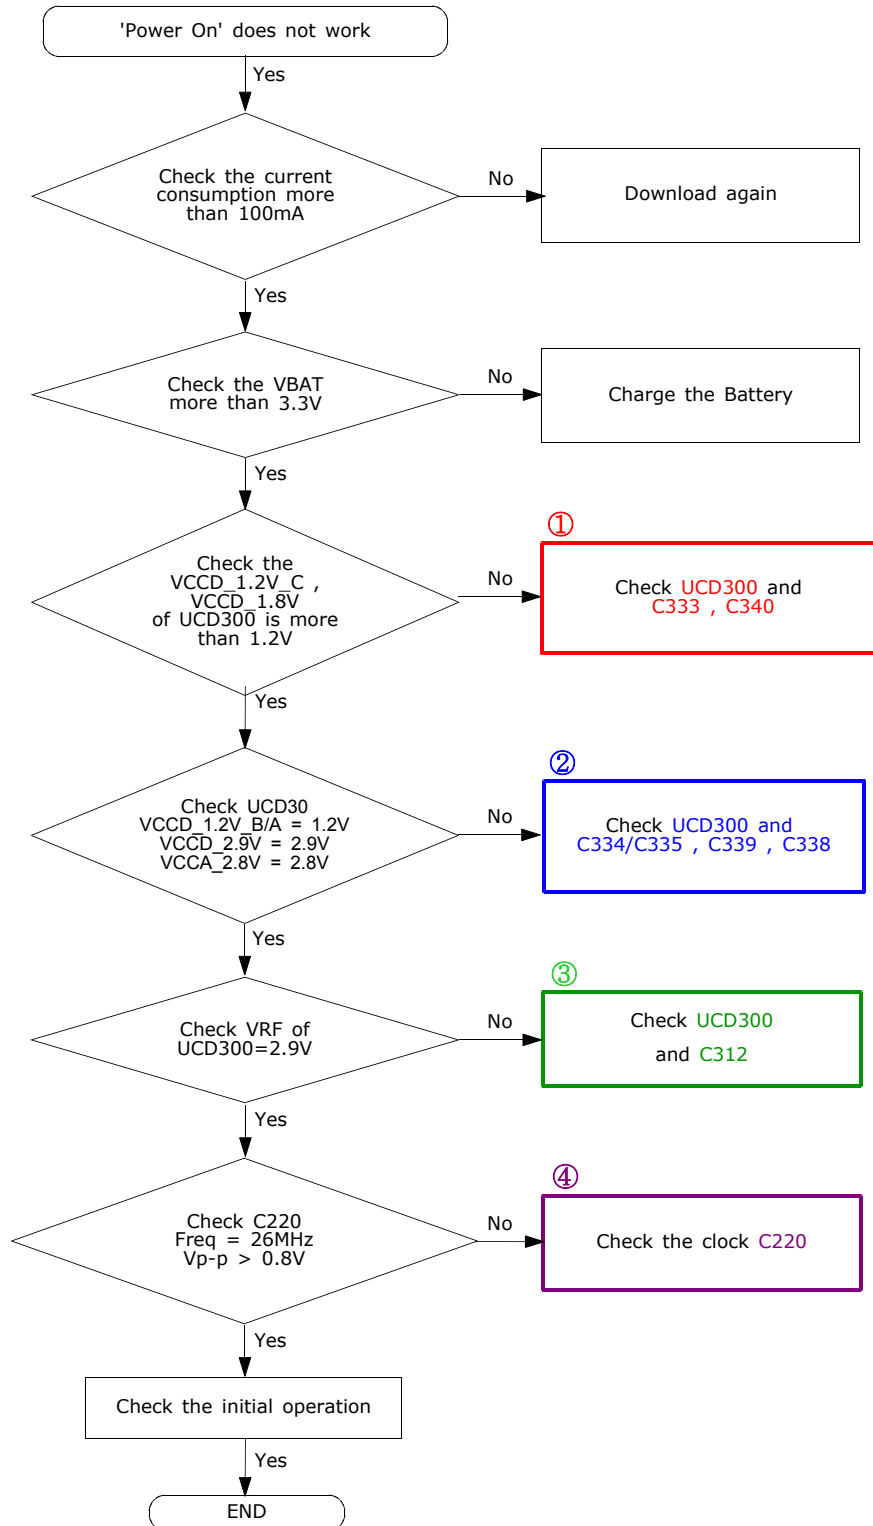 'Power On' does not work
Yes
Check the current
consumption more
than 100mA
No
Download again
Yes
Check the VBAT
more than 3.3V
No
Charge the Battery
Yes
①
Check the
VCCD_1.2V_C ,
VCCD_1.8V
of UCD300 is more
than 1.2V
No
Check UCD300 and
C333 , C340
Yes
②
Check UCD30
VCCD_1.2V_B/A = 1.2V
VCCD_2.9V = 2.9V
VCCA_2.8V = 2.8V
No
Check UCD300 and
C334/C335 , C339 , C338
Yes
③
Check VRF of
UCD300=2.9V
No
Check UCD300
and C312
Yes
④
Check C220
Freq = 26MHz
Vp-p > 0.8V
No
Check the clock C220
Yes
Check the initial operation
Yes
END